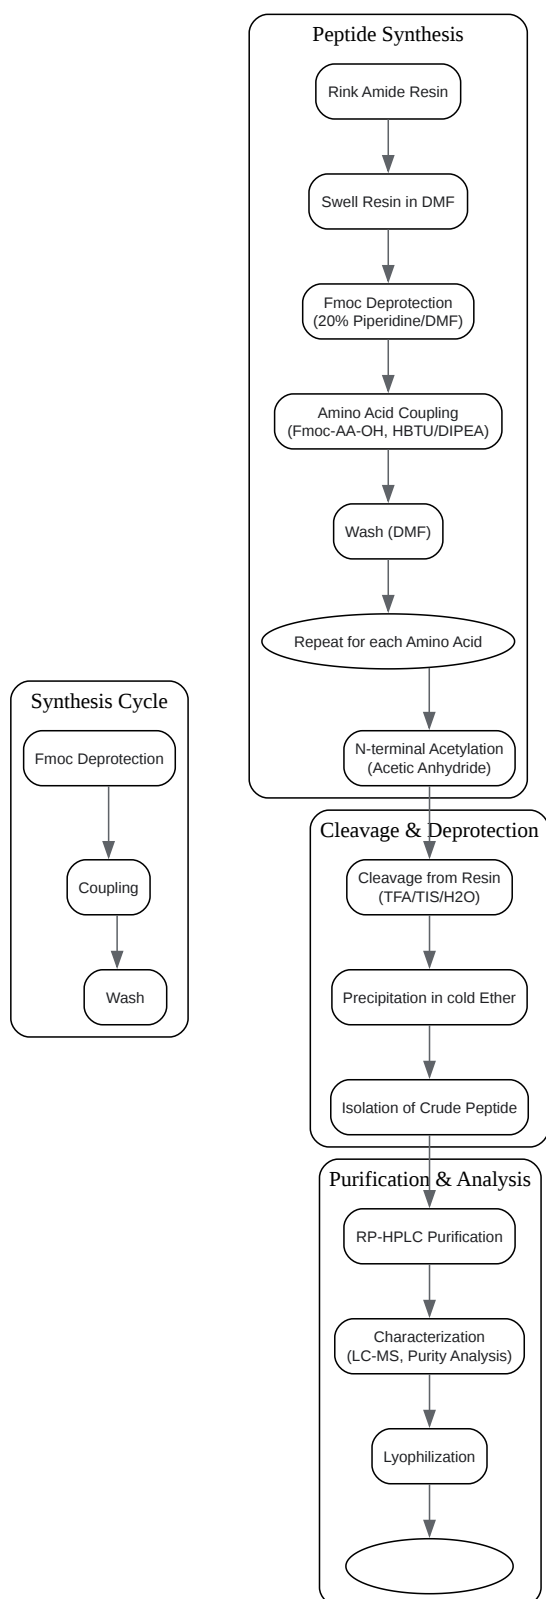 Peptide Synthesis
Rink Amide Resin
Swell Resin in DMF
Fmoc Deprotection
(20% Piperidine/DMF)
Amino Acid Coupling
(Fmoc-AA-OH, HBTU/DIPEA)
Wash (DMF)
Repeat for each Amino Acid
N-terminal Acetylation
(Acetic Anhydride)
Synthesis Cycle
Fmoc Deprotection
Coupling
Wash
Cleavage & Deprotection
Cleavage from Resin
(TFA/TIS/H2O)
Precipitation in cold Ether
Isolation of Crude Peptide
Purification & Analysis
RP-HPLC Purification
Characterization
(LC-MS, Purity Analysis)
Lyophilization